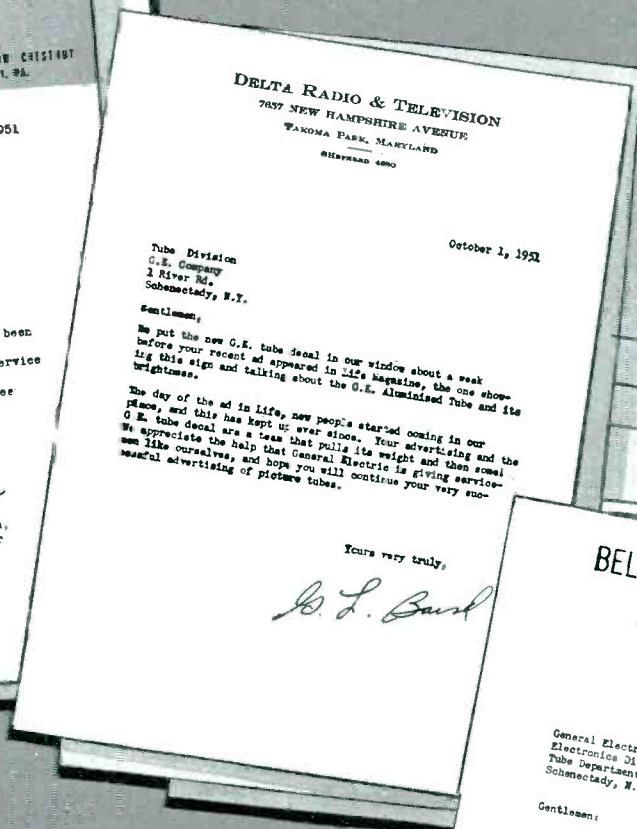 CHESTNUT
PA.
951
been
ervice
ee
DELTA RADIO & TELEVISION
7657 NEW HAMPSHIRE AVENUE
TAKOMA PARK, MARYLAND
SHEPHERD 4680
October 1, 1951
Tube Division
G.E. Company
1 River Rd.
Schenectady, N.Y.
Gentlemen:
We put the new G.E. tube decal in our window about a week
before your recent ad appeared in Life Magazine, the one show-
ing this sign and talking about the G.E. Aluminized Tube and its
brightness.
The day of the ad in Life, new people started coming in our
place, and this has kept up ever since. Your advertising and the
G E. tube decal are a team that pulls its weight and then some!
We appreciate the help that General Electric is giving service-
men like ourselves, and hope you will continue your very suc-
cessful advertising of picture tubes.
Yours very truly,
G. L. Baird
BEL
General Electr
Electronics Di
Tube Department
Schenectady, N.
Gentlemen: